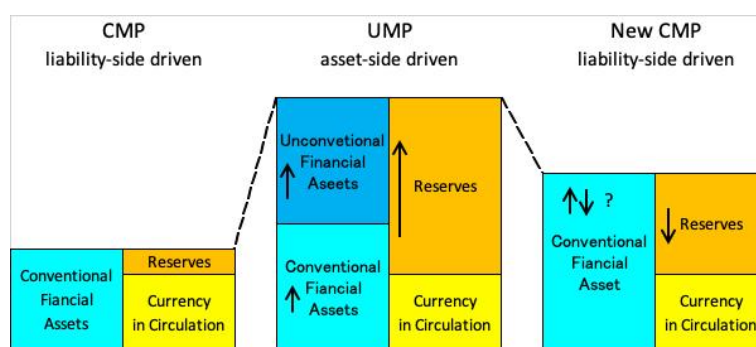 CMP
liability-side driven
UMP
asset-side driven
New CMP
liability-side driven
Conventional
Fiancial
Assets
Reserves
Currency
in Circulation
Unconvetional
Financial
Aseets
Conventional
Fiancial
Assets
Reserves
Currency
in Circulation
?
Conventional
Fiancial
Asset
Reserves
Currency
in Circulation